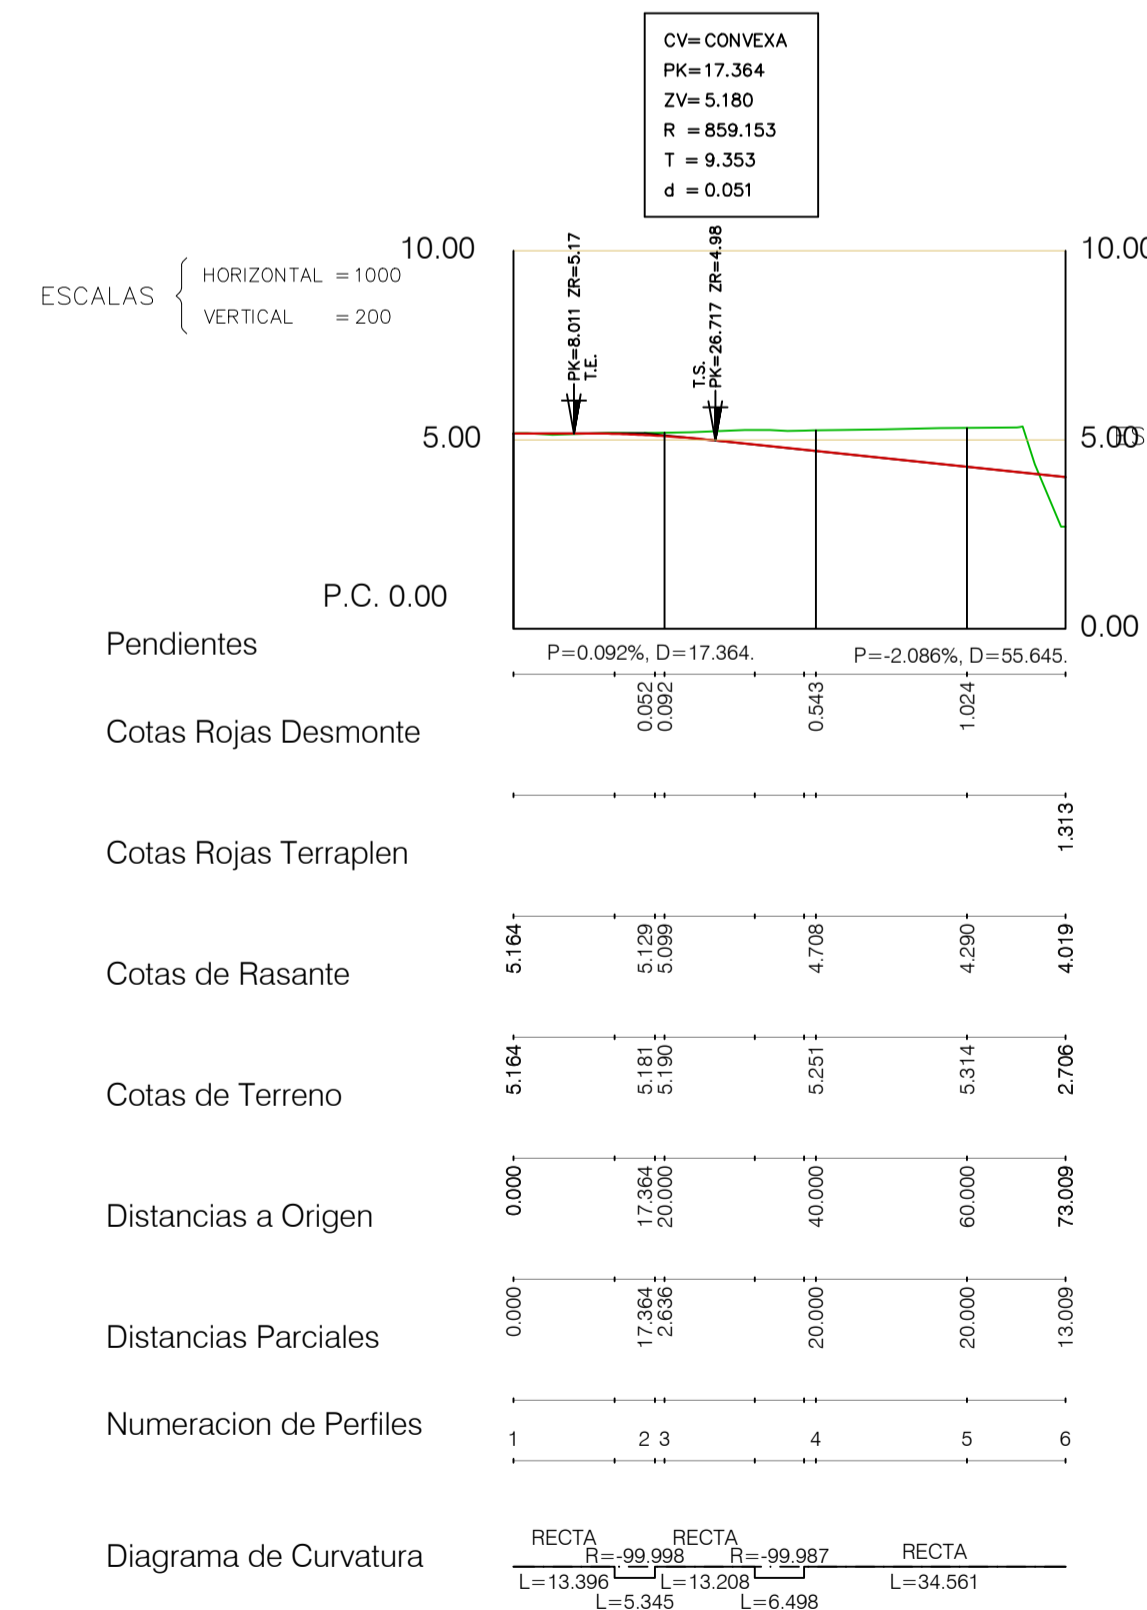 CV= CONVEXA
PK=17.364
ZV= 5.180
R = 859.153
T = 9.353
d = 0.051
ESCALAS
HORIZONTAL = 1000
VERTICAL = 200
10.00
5.00
P.C. 0.00
PK=8.011 ZR=5.17
T.E.
T.S.
PK=26.717 ZR=4.98
10.00
5.00
0.00
Pendientes
P=0.092%, D=17.364.
P=-2.086%, D=55.645.
Cotas Rojas Desmonte
0.052 0.092 0.543 1.024
Cotas Rojas Terraplen
1.313
Cotas de Rasante
5.164 5.129 5.099 4.708 4.290 4.019
Cotas de Terreno
5.164 5.181 5.190 5.251 5.314 2.706
Distancias a Origen
0.000 17.364 20.000 40.000 60.000 73.009
Distancias Parciales
0.000 17.364 2.636 20.000 20.000 13.009
Numeracion de Perfiles
1 2 3 4 5 6
Diagrama de Curvatura
RECTA RECTA RECTA
R=-99.998 R=-99.987
L=13.396 L=13.208 L=34.561
L=5.345 L=6.498